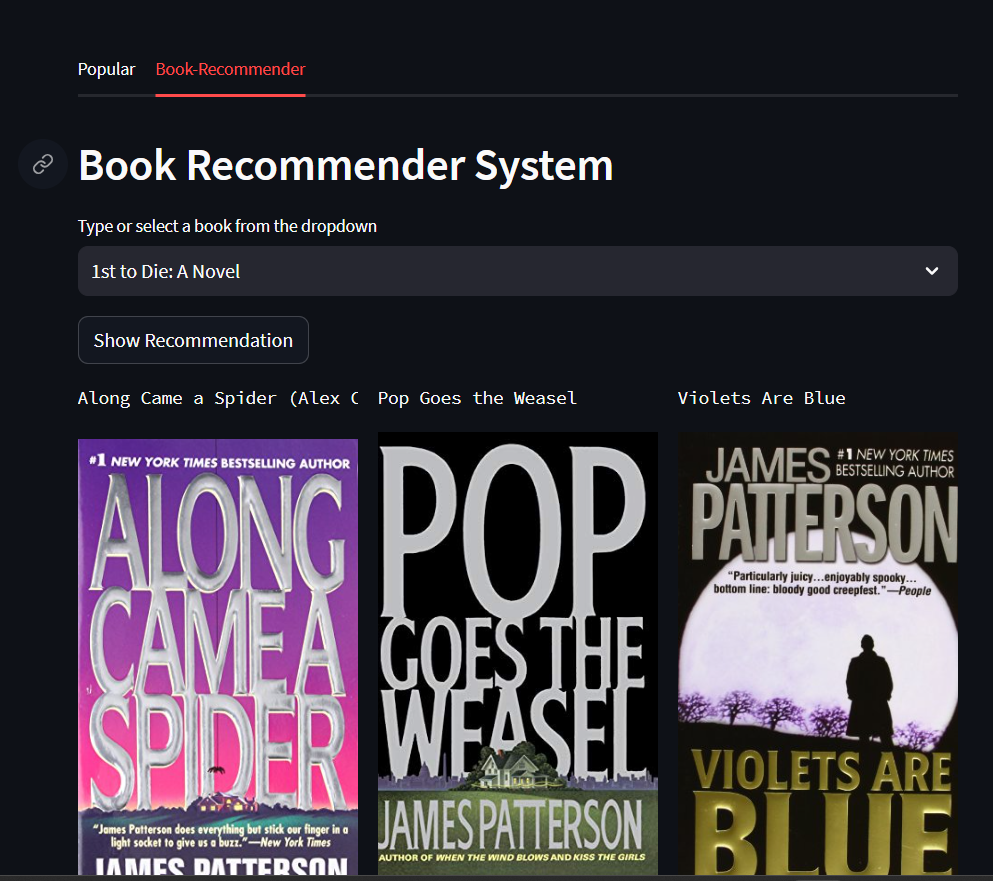 Popular
Book-Recommender
Book Recommender System
Type or select a book from the dropdown
1st to Die: A Novel
Show Recommendation
Along Came a Spider (Alex C
Pop Goes the Weasel
Violets Are Blue
#1 NEW YORK TIMES BESTSELLING AUTHOR
ALONG
CAME A
SPIDER
“James Patterson does everything but stick our finger in a
light socket to give us a buzz.”—New York Times
JAMES PATTERSON
POP
GOES THE
WEASEL
JAMES PATTERSON
AUTHOR OF WHEN THE WIND BLOWS AND KISS THE GIRLS
JAMES
#1 NEW YORK TIMES
BESTSELLING AUTHOR
PATTERSON
“Particularly juicy...enjoyably spooky...
bottom line: bloody good creepfest.”—People
VIOLETS ARE
BLUE